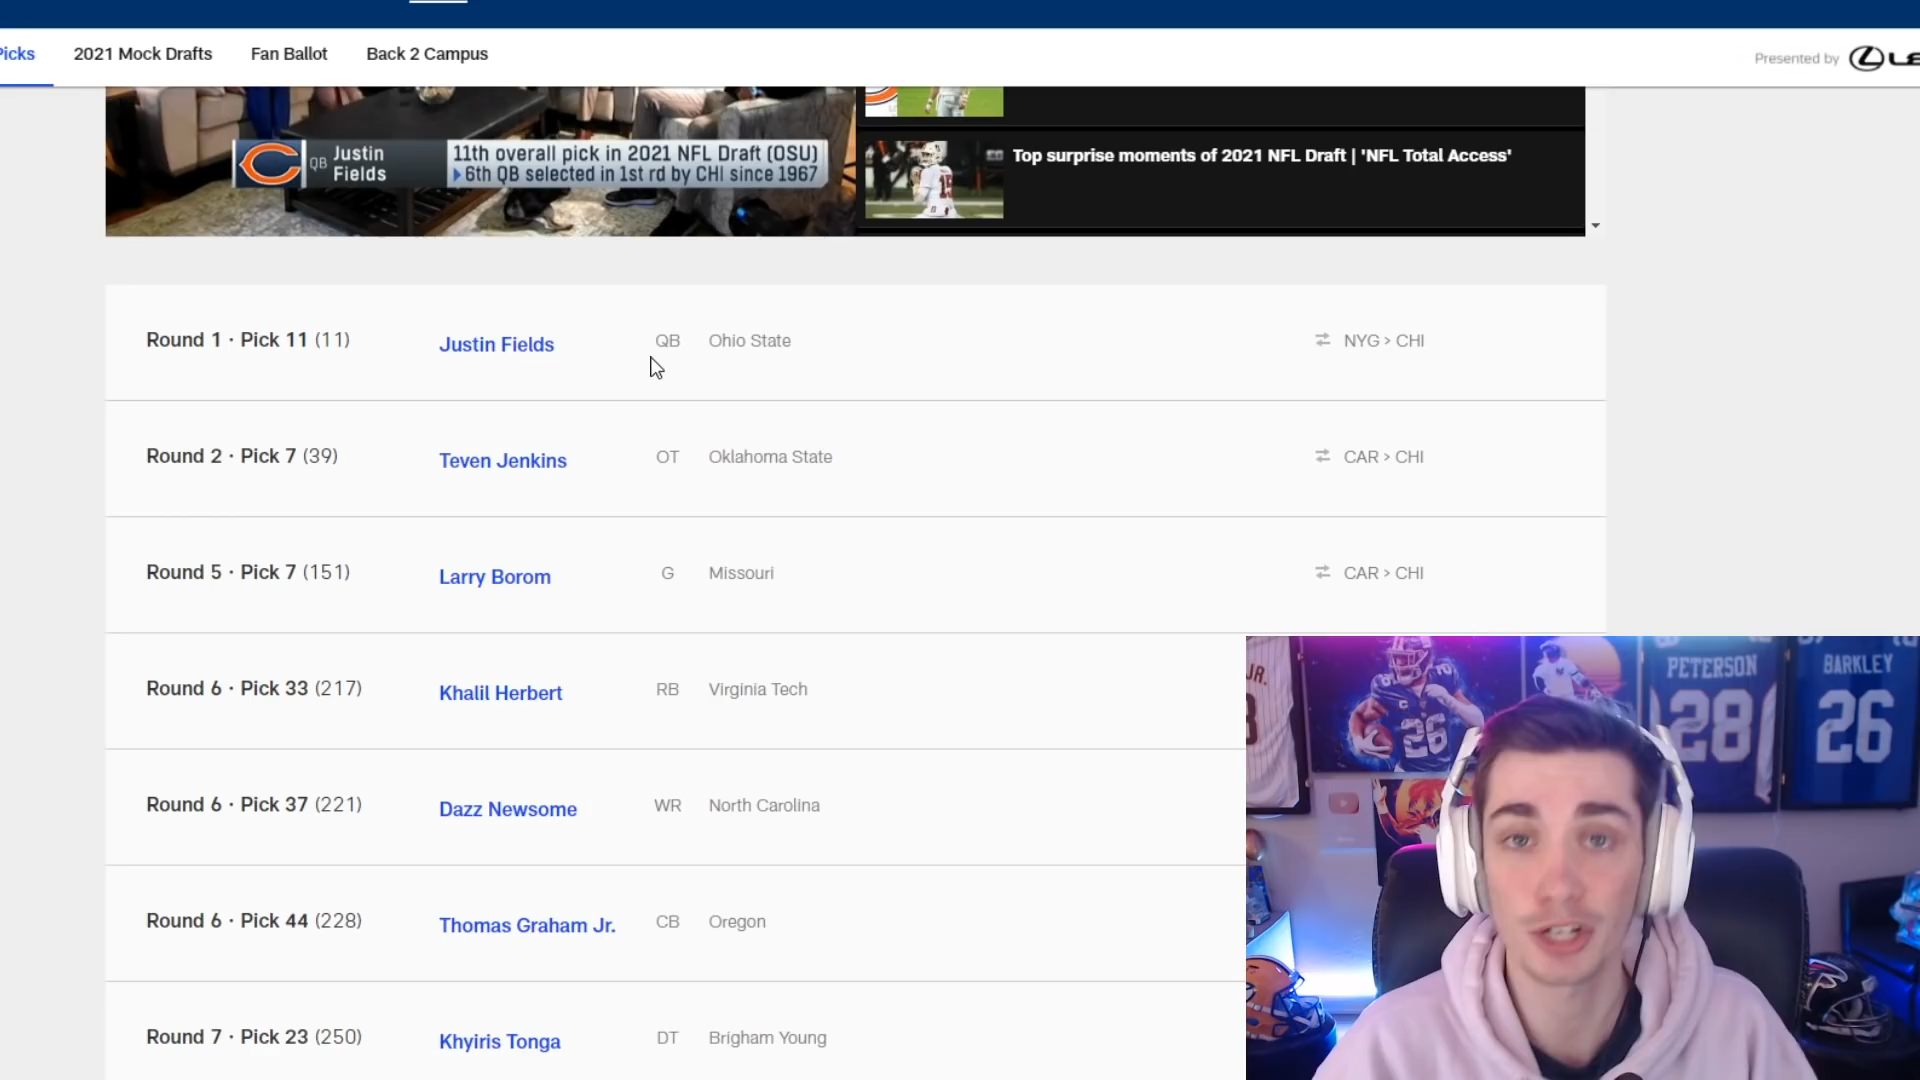 Picks 2021 Mock Drafts Fan Ballot Back 2 Campus Presented by
QB Justin Fields
11th overall pick in 2021 NFL Draft (OSU)
6th QB selected in 1st rd by CHI since 1967
Top surprise moments of 2021 NFL Draft | 'NFL Total Access'
Round 1 · Pick 11 (11) Justin Fields QB Ohio State NYG > CHI
Round 2 · Pick 7 (39) Teven Jenkins OT Oklahoma State CAR > CHI
Round 5 · Pick 7 (151) Larry Borom G Missouri CAR > CHI
Round 6 · Pick 33 (217) Khalil Herbert RB Virginia Tech
Round 6 · Pick 37 (221) Dazz Newsome WR North Carolina
Round 6 · Pick 44 (228) Thomas Graham Jr. CB Oregon
Round 7 · Pick 23 (250) Khyiris Tonga DT Brigham Young
JR.
26
PETERSON
28
BARKLEY
26